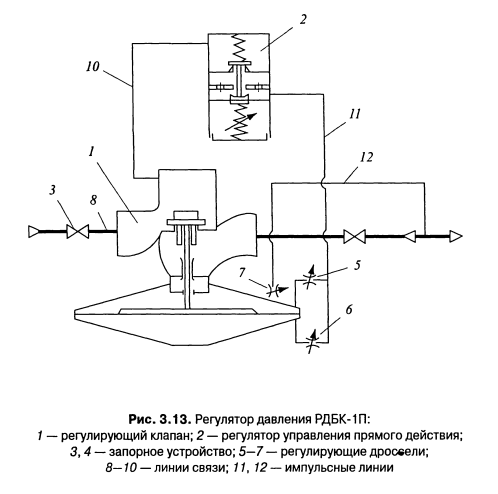 2
10
11
1
12
3
8
5
7
6
Рис. 3.13. Регулятор давления РДБК-1П:
1 — регулирующий клапан; 2 — регулятор управления прямого действия;
3, 4 — запорное устройство; 5–7 — регулирующие дроссели;
8–10 — линии связи; 11, 12 — импульсные линии